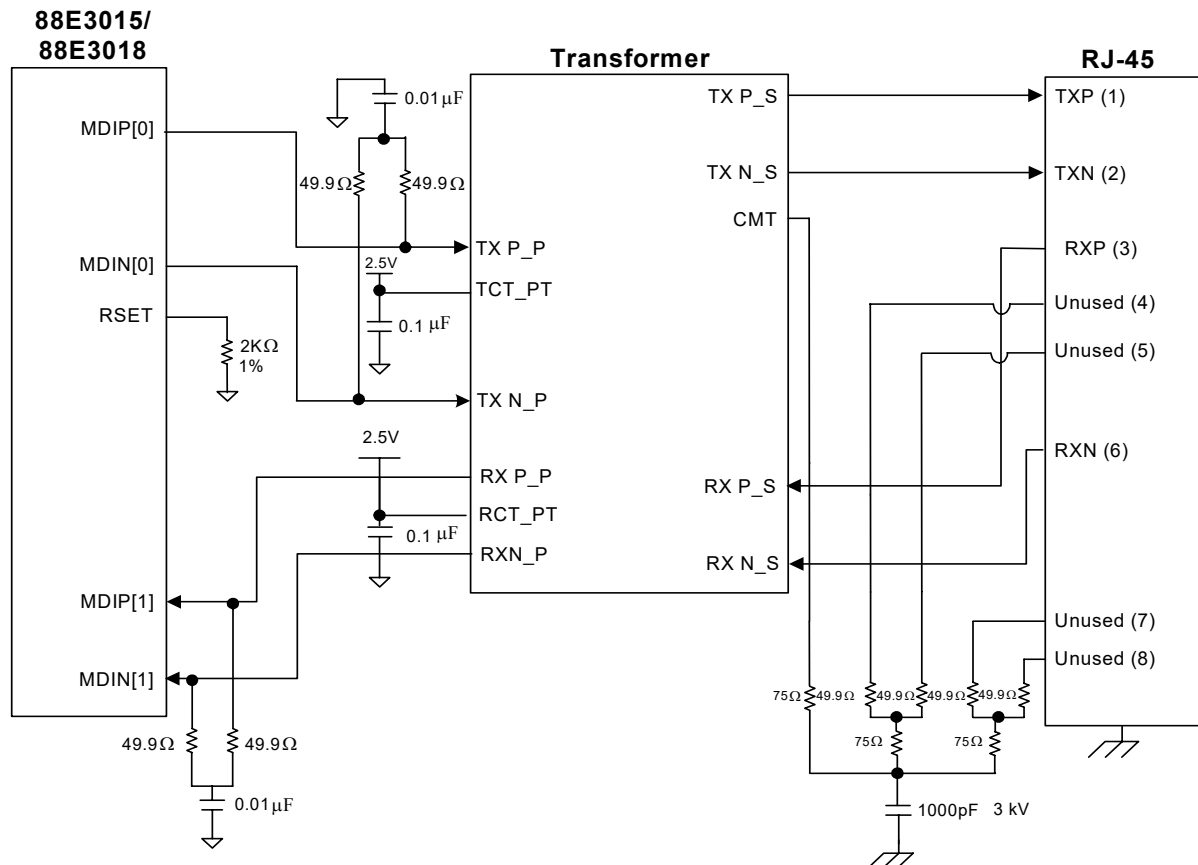 88E3015/
88E3018
Transformer
RJ-45
MDIP[0]
MDIN[0]
RSET
MDIP[1]
MDIN[1]
0.01μF
49.9Ω
49.9Ω
2.5V
0.1 μF
2KΩ
1%
2.5V
0.1 μF
49.9Ω
49.9Ω
0.01μF
TX P_P
TCT_PT
TX N_P
RX P_P
RCT_PT
RXN_P
TX P_S
TX N_S
CMT
RX P_S
RX N_S
TXP (1)
TXN (2)
RXP (3)
Unused (4)
Unused (5)
RXN (6)
Unused (7)
Unused (8)
75Ω
49.9Ω
49.9Ω
49.9Ω
49.9Ω
75Ω
75Ω
1000pF 3 kV